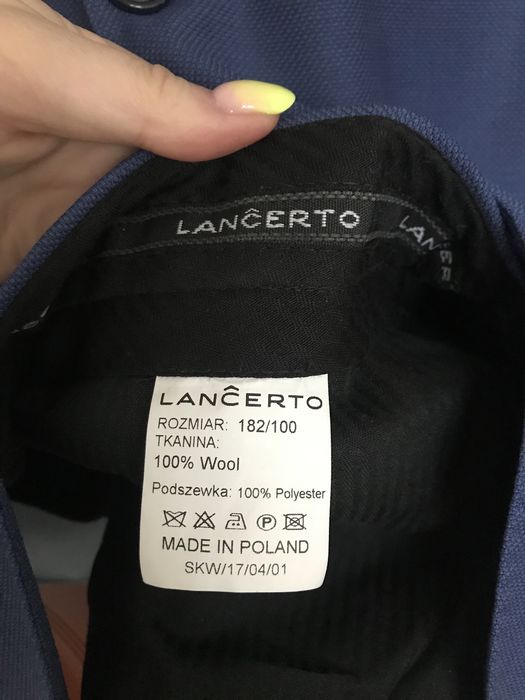 LANĈERTO
LANĈERTO
ROZMIAR: 182/100
TKANINA:
100% Wool
Podszewka: 100% Polyester
MADE IN POLAND
SKW/17/04/01